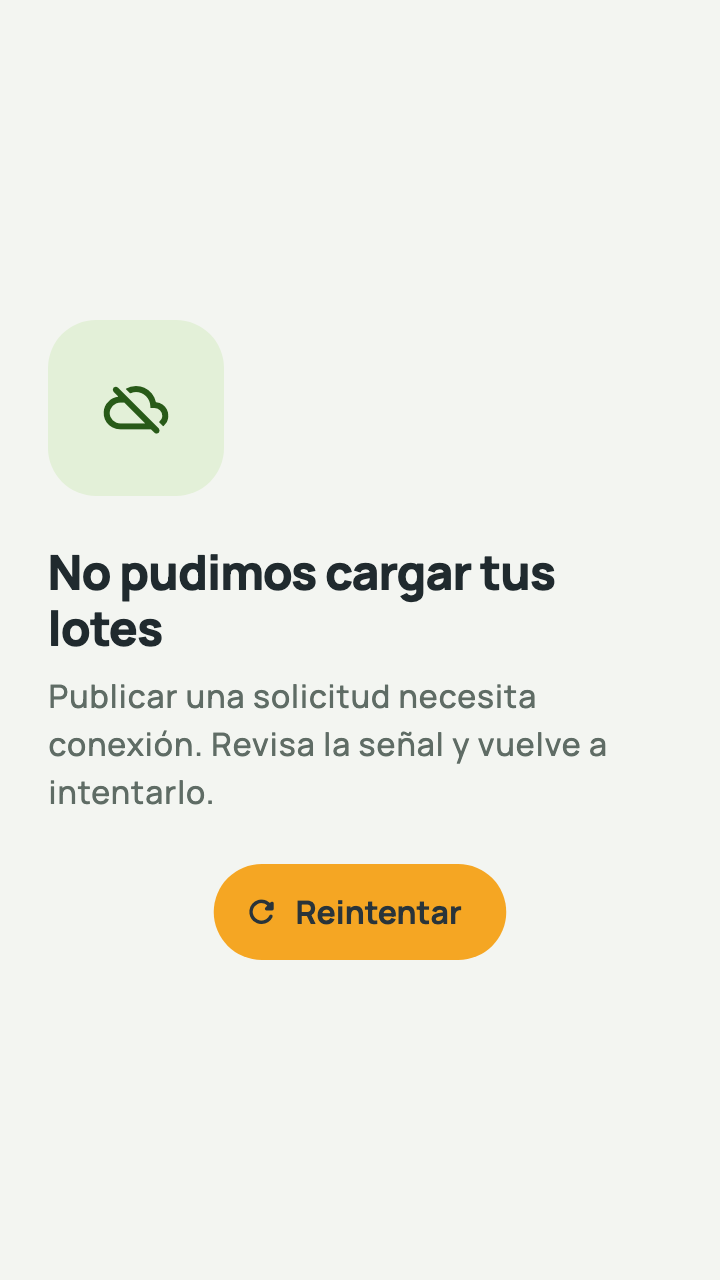 No pudimos cargar tus
lotes
Publicar una solicitud necesita
conexión. Revisa la señal y vuelve a
intentarlo.
Reintentar